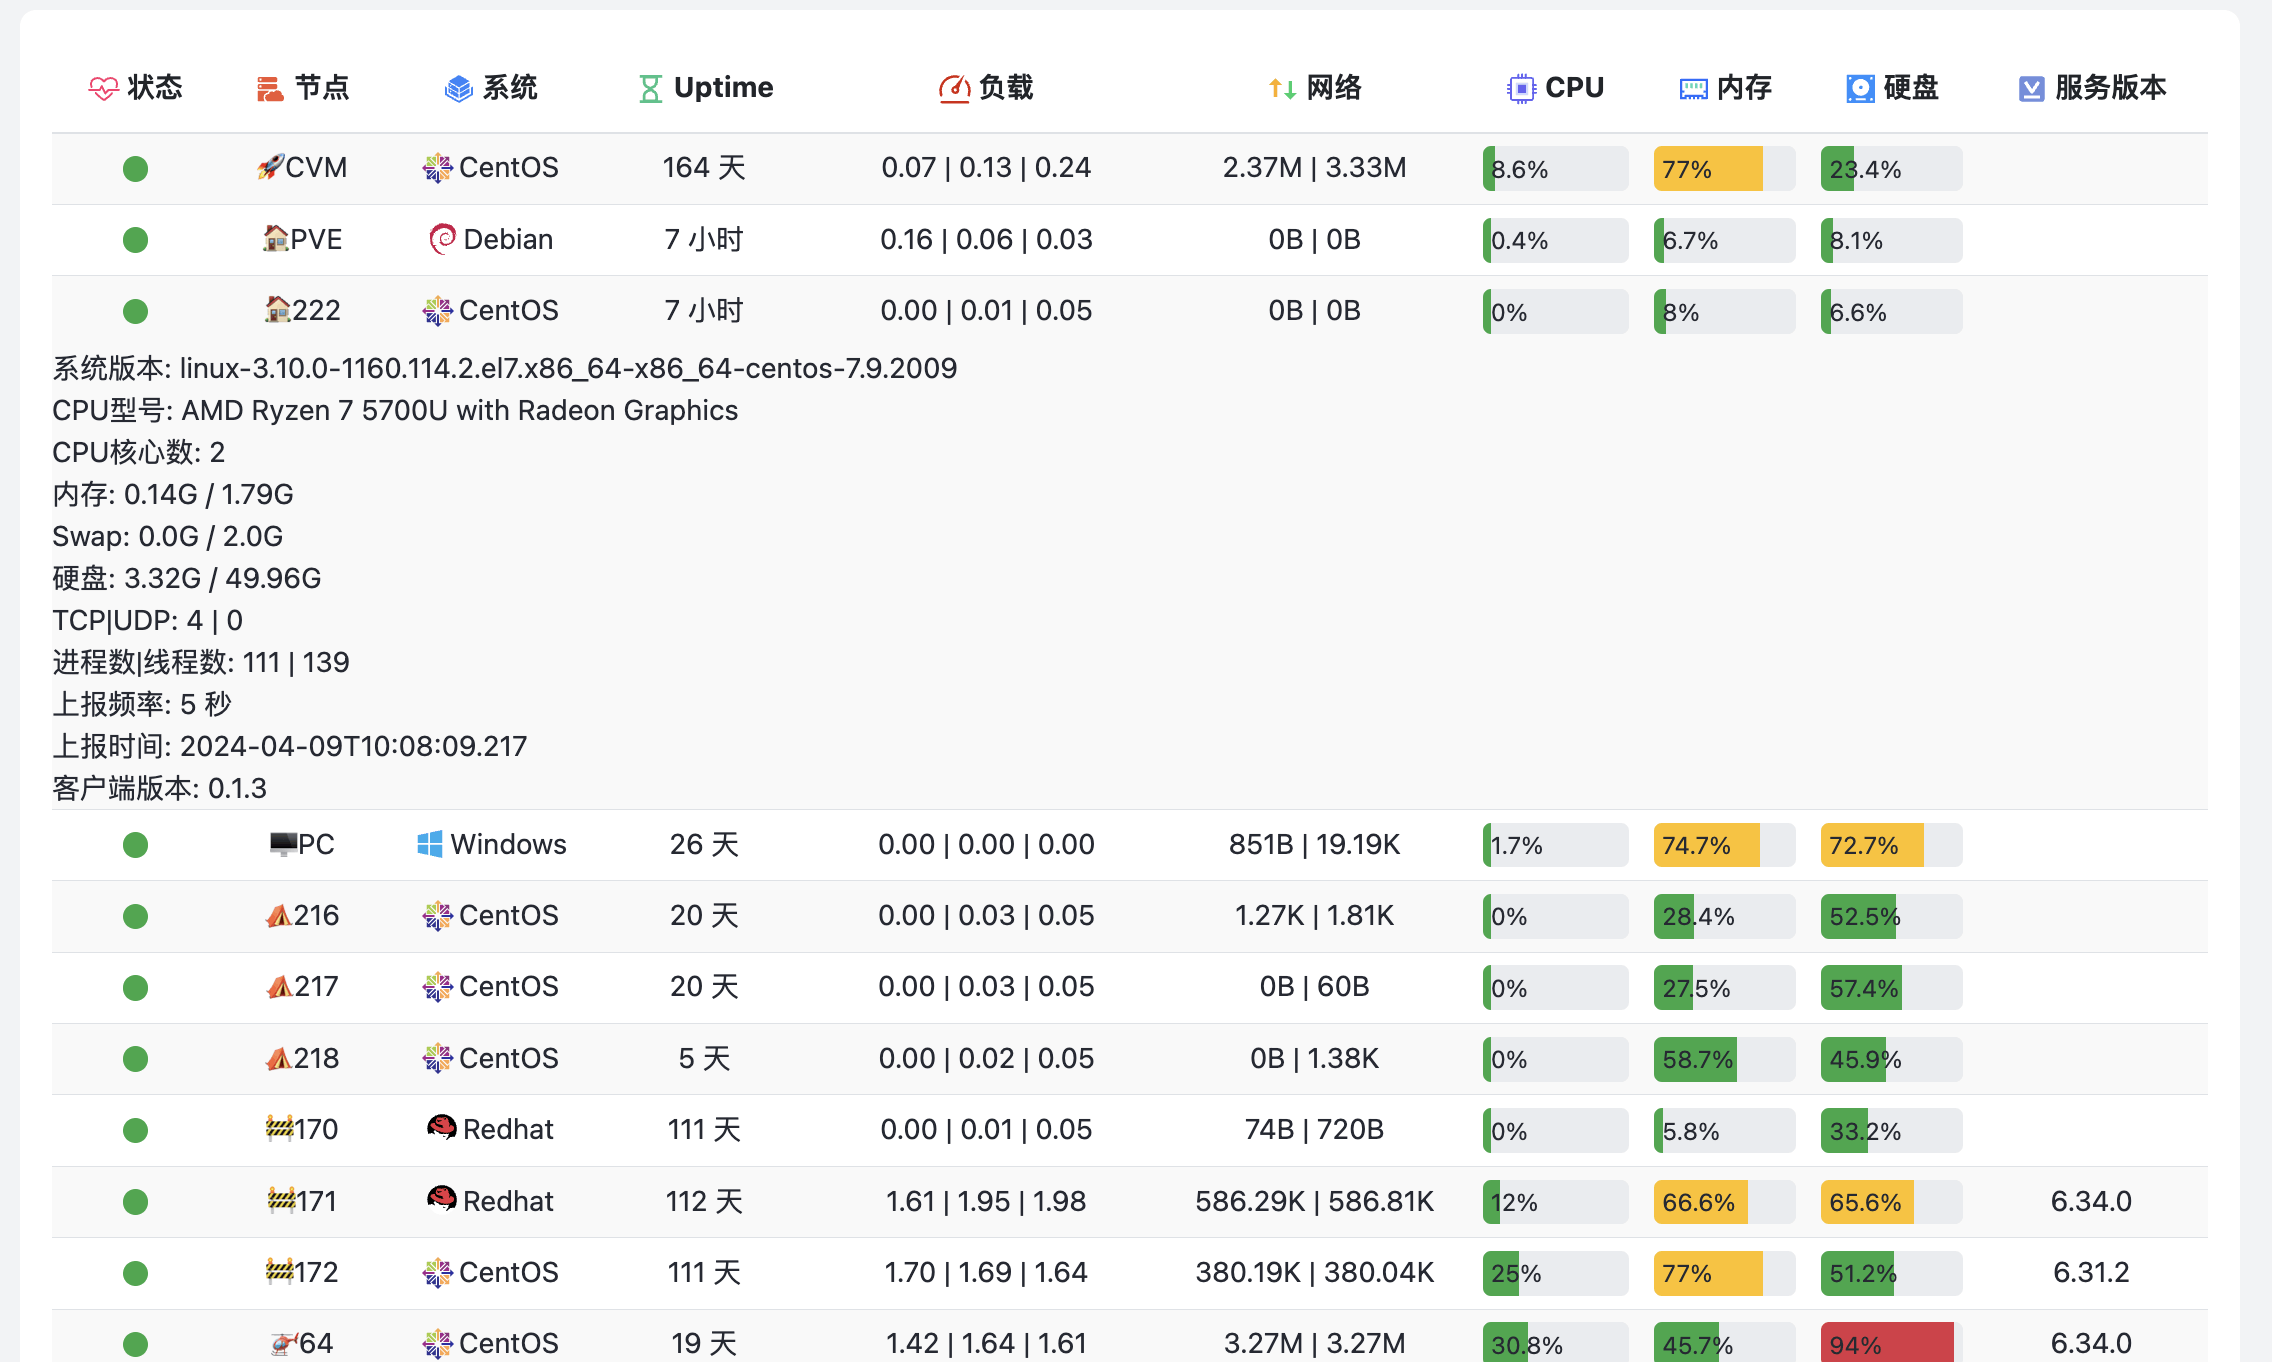 状态 节点 系统 Uptime 负载 网络 CPU 内存 硬盘 服务版本
CVM CentOS 164 天 0.07 | 0.13 | 0.24 2.37M | 3.33M 8.6% 77% 23.4%
PVE Debian 7 小时 0.16 | 0.06 | 0.03 0B | 0B 0.4% 6.7% 8.1%
222 CentOS 7 小时 0.00 | 0.01 | 0.05 0B | 0B 0% 8% 6.6%
系统版本: linux-3.10.0-1160.114.2.el7.x86_64-x86_64-centos-7.9.2009
CPU型号: AMD Ryzen 7 5700U with Radeon Graphics
CPU核心数: 2
内存: 0.14G / 1.79G
Swap: 0.0G / 2.0G
硬盘: 3.32G / 49.96G
TCP|UDP: 4 | 0
进程数|线程数: 111 | 139
上报频率: 5 秒
上报时间: 2024-04-09T10:08:09.217
客户端版本: 0.1.3
PC Windows 26 天 0.00 | 0.00 | 0.00 851B | 19.19K 1.7% 74.7% 72.7%
216 CentOS 20 天 0.00 | 0.03 | 0.05 1.27K | 1.81K 0% 28.4% 52.5%
217 CentOS 20 天 0.00 | 0.03 | 0.05 0B | 60B 0% 27.5% 57.4%
218 CentOS 5 天 0.00 | 0.02 | 0.05 0B | 1.38K 0% 58.7% 45.9%
170 Redhat 111 天 0.00 | 0.01 | 0.05 74B | 720B 0% 5.8% 33.2%
171 Redhat 112 天 1.61 | 1.95 | 1.98 586.29K | 586.81K 12% 66.6% 65.6% 6.34.0
172 CentOS 111 天 1.70 | 1.69 | 1.64 380.19K | 380.04K 25% 77% 51.2% 6.31.2
64 CentOS 19 天 1.42 | 1.64 | 1.61 3.27M | 3.27M 30.8% 45.7% 94% 6.34.0